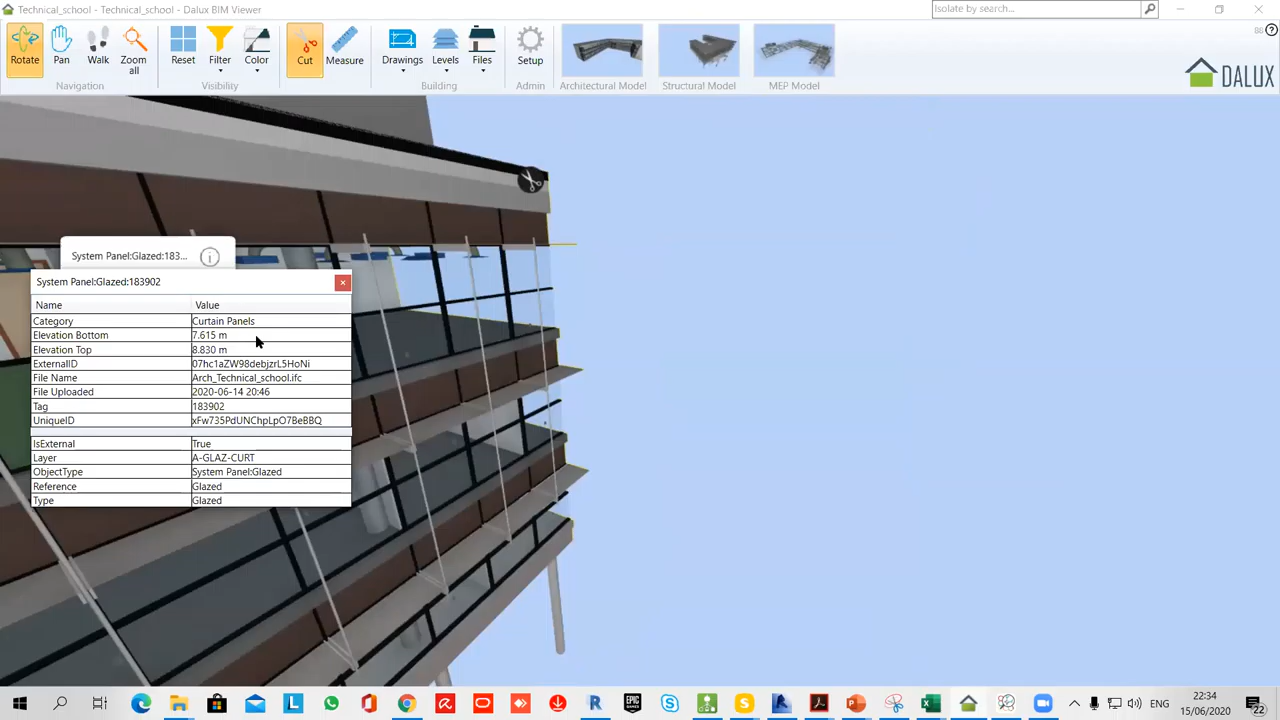 Technical_school - Technical_school - Dalux BIM Viewer
Isolate by search...
Rotate
Pan
Walk
Zoom
all
Reset
Filter
Color
Cut
Measure
Drawings
Levels
Files
Setup
Navigation
Visibility
Building
Admin
Architectural Model
Structural Model
MEP Model
DALUX
System Panel:Glazed:183...
System Panel:Glazed:183902
Name Value
Category Curtain Panels
Elevation Bottom 7.615 m
Elevation Top 8.830 m
ExternalID 07hc1aZW98debjzrL5HoNi
File Name Arch_Technical_school.ifc
File Uploaded 2020-06-14 20:46
Tag 183902
UniqueID xFw735PdUNChpLpO7BeBBQ
IsExternal True
Layer A-GLAZ-CURT
ObjectType System Panel:Glazed
Reference Glazed
Type Glazed
ENG
22:34
15/06/2020
22